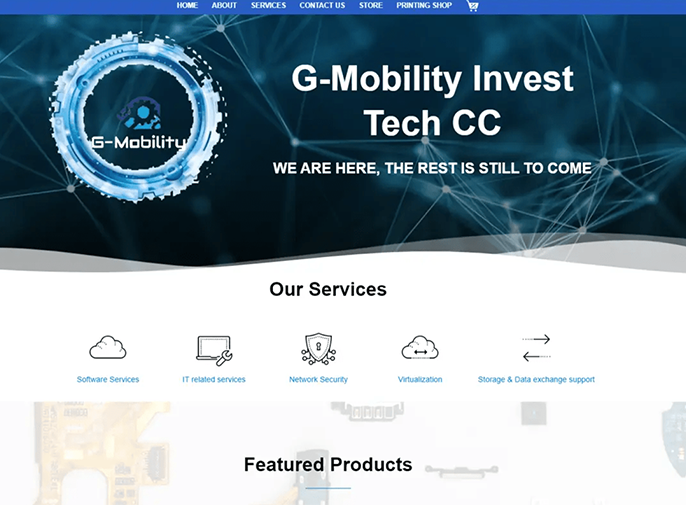 HOME ABOUT SERVICES CONTACT US STORE PRINTING SHOP
G-Mobility
G-Mobility Invest
Tech CC
WE ARE HERE, THE REST IS STILL TO COME
Our Services
Software Services IT related services Network Security Virtualization Storage & Data exchange support
Featured Products